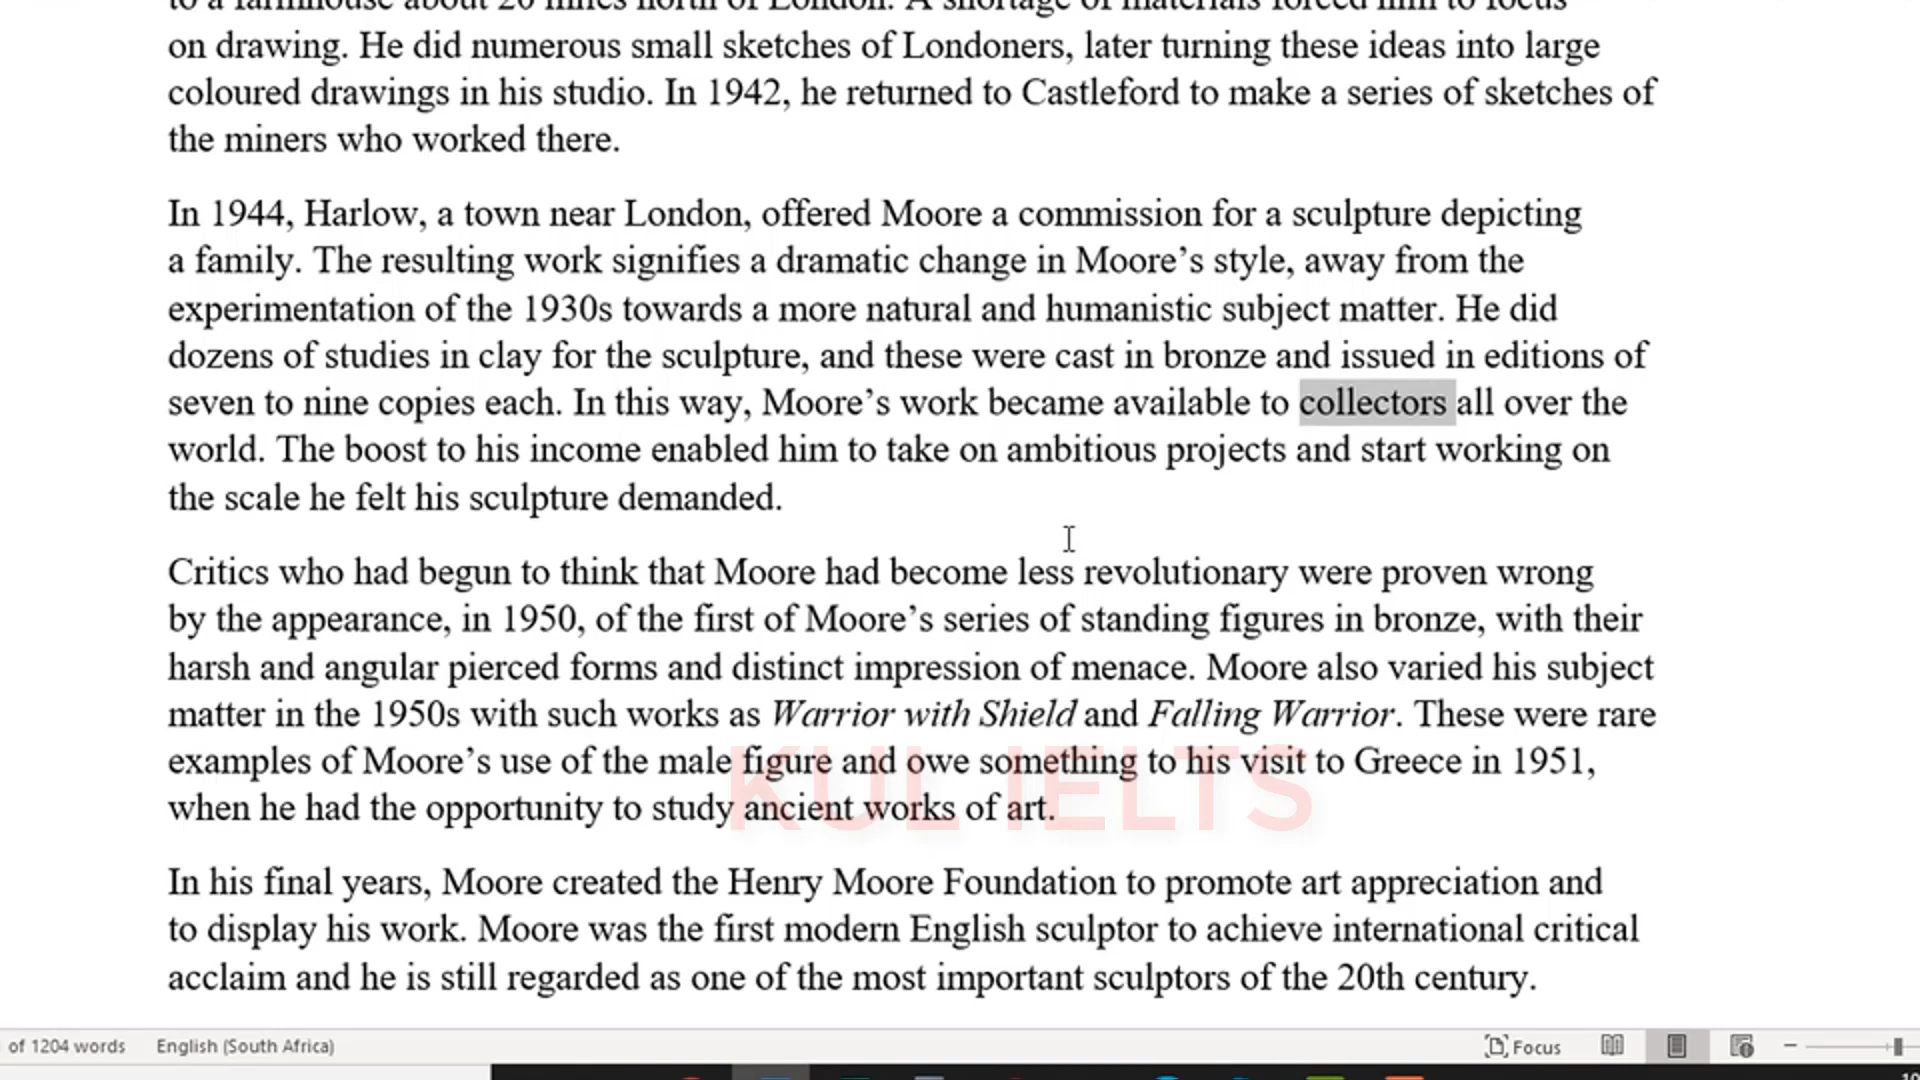 to a farmhouse about 20 miles north of London. A shortage of materials forced him to focus
on drawing. He did numerous small sketches of Londoners, later turning these ideas into large
coloured drawings in his studio. In 1942, he returned to Castleford to make a series of sketches of
the miners who worked there.
In 1944, Harlow, a town near London, offered Moore a commission for a sculpture depicting
a family. The resulting work signifies a dramatic change in Moore’s style, away from the
experimentation of the 1930s towards a more natural and humanistic subject matter. He did
dozens of studies in clay for the sculpture, and these were cast in bronze and issued in editions of
seven to nine copies each. In this way, Moore’s work became available to collectors all over the
world. The boost to his income enabled him to take on ambitious projects and start working on
the scale he felt his sculpture demanded.
Critics who had begun to think that Moore had become less revolutionary were proven wrong
by the appearance, in 1950, of the first of Moore’s series of standing figures in bronze, with their
harsh and angular pierced forms and distinct impression of menace. Moore also varied his subject
matter in the 1950s with such works as Warrior with Shield and Falling Warrior. These were rare
examples of Moore’s use of the male figure and owe something to his visit to Greece in 1951,
when he had the opportunity to study ancient works of art.
KUL IELTS
In his final years, Moore created the Henry Moore Foundation to promote art appreciation and
to display his work. Moore was the first modern English sculptor to achieve international critical
acclaim and he is still regarded as one of the most important sculptors of the 20th century.
of 1204 words English (South Africa) Focus